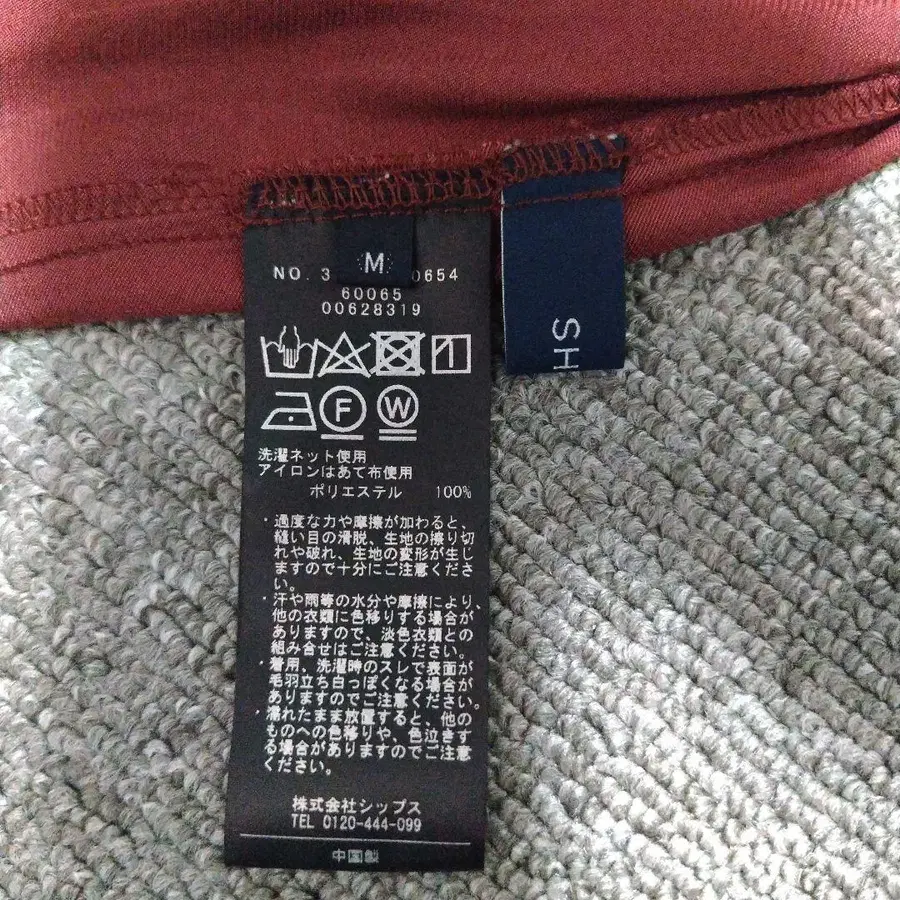 M
NO. 3 0654
60065
00628319
F W
洗濯ネット使用
アイロンはあて布使用
ポリエステル 100%
・過度な力や摩擦が加わると、
縫い目の滑脱、生地の擦り切
れや破れ、生地の変形が生じ
ますので十分にご注意くださ
い。
・汗や雨等の水分や摩擦により、
他の衣類に色移りする場合が
ありますので、淡色衣類との
組み合せはご注意ください。
・着用、洗濯時のスレで表面が
毛羽立ち白っぽくなる場合が
ありますのでご注意ください。
・濡れたまま放置すると、他の
ものへの色移りや、色泣きす
る場合がありますのでご注意
ください。
株式会社シップス
TEL 0120-444-099
中国製
SH